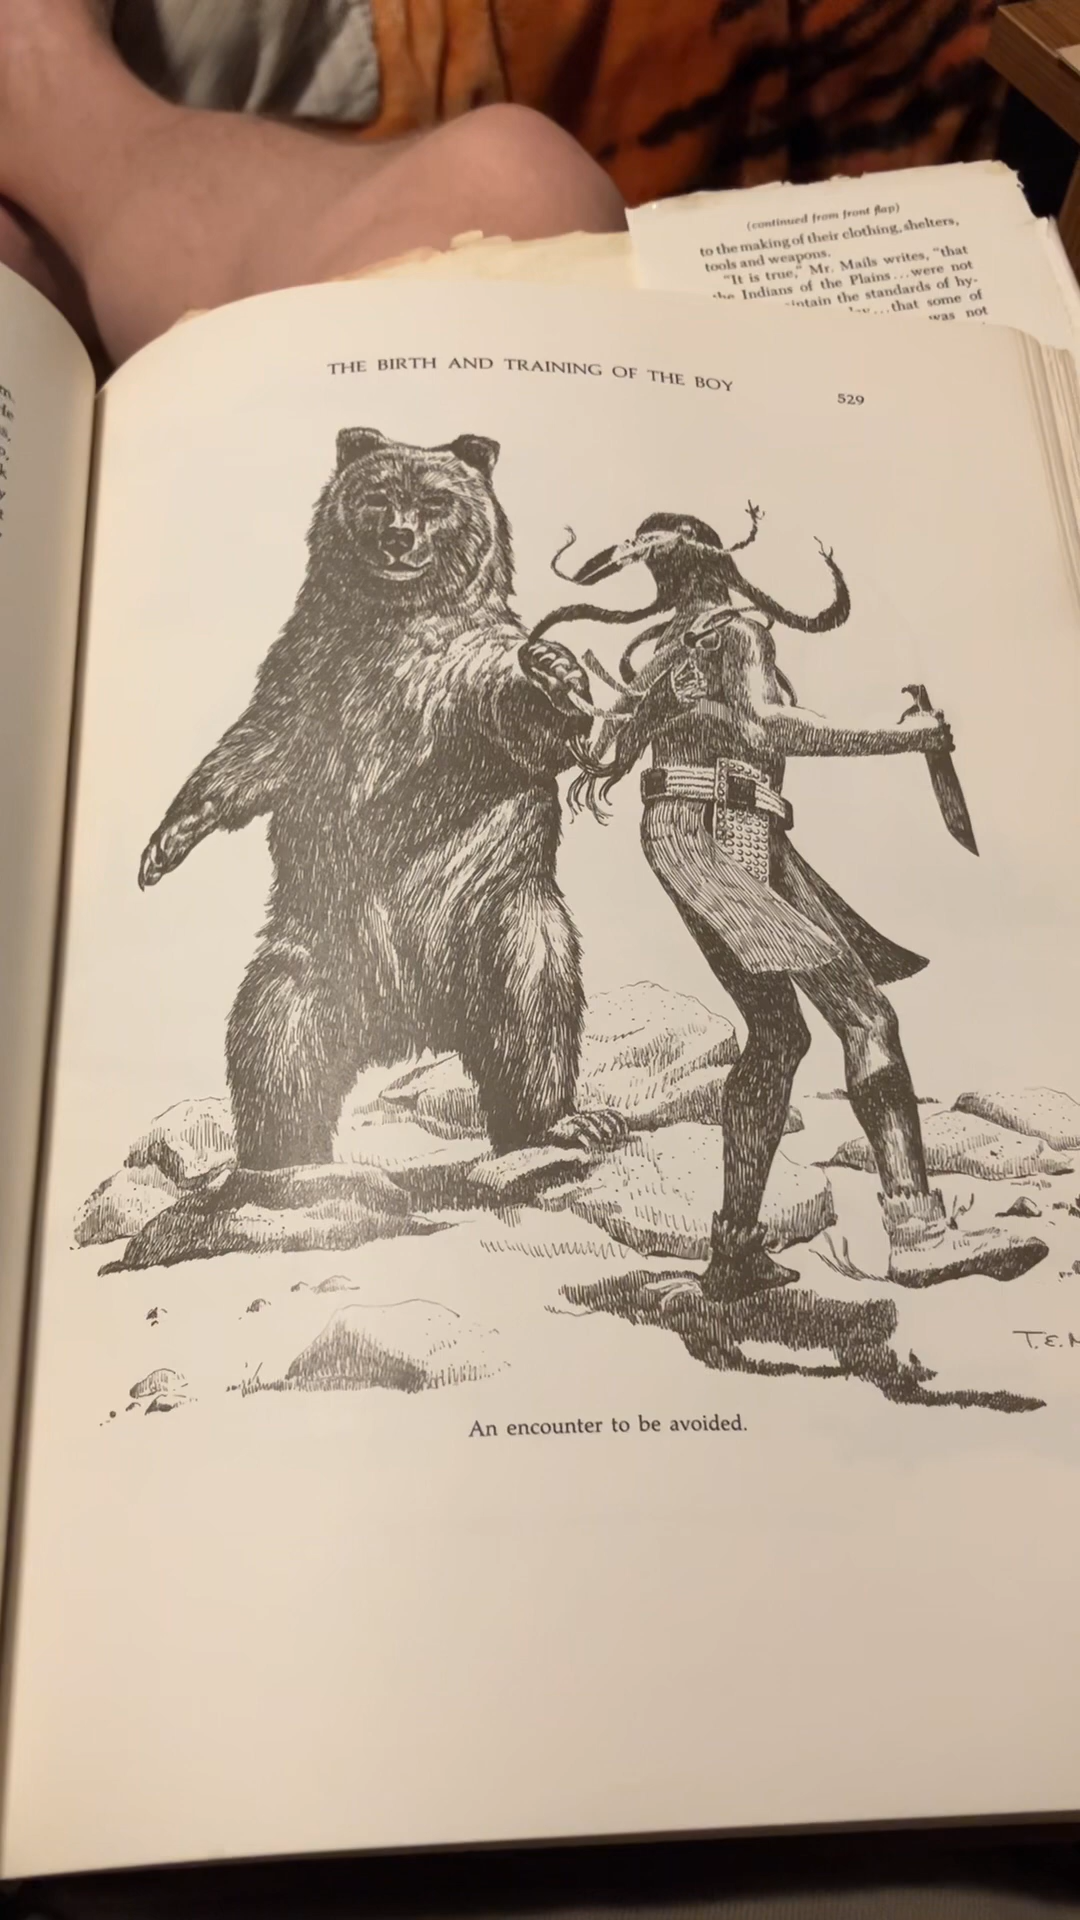 (continued from front flap)
to the making of their clothing, shelters,
tools and weapons.
"It is true," Mr. Mails writes, "that
the Indians of the Plains...were not
the standards of hy-
...that some of
was not
THE BIRTH AND TRAINING OF THE BOY
529
T.E.
An encounter to be avoided.